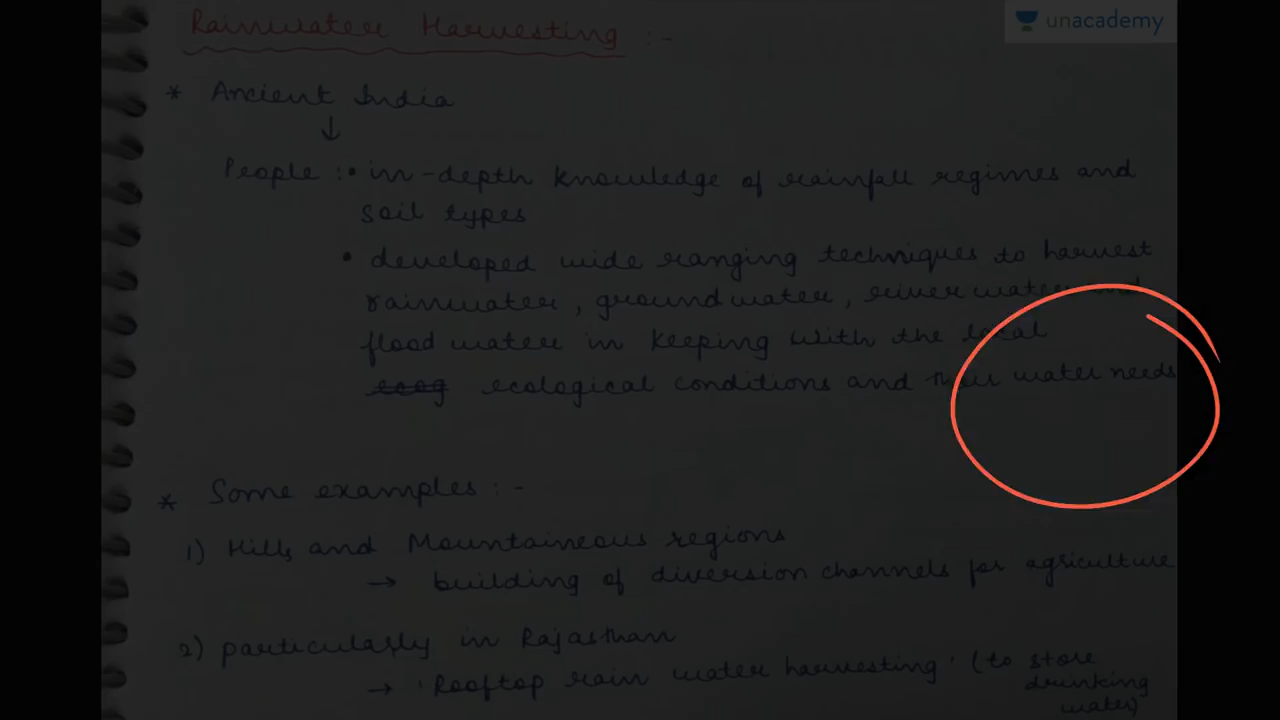 Rainwater Harvesting :-
unacademy
* Ancient India
↓
People : • in-depth knowledge of rainfall regimes and
soil types
• developed wide ranging techniques to harvest
rainwater, groundwater, river water and
flood water in keeping with the local
ecog ecological conditions and their water needs
* Some examples :-
1) Hills and Mountaineous regions
→ building of diversion channels for agriculture
2) particularly in Rajasthan
→ 'Rooftop rain water harvesting' (to store
drinking
water)